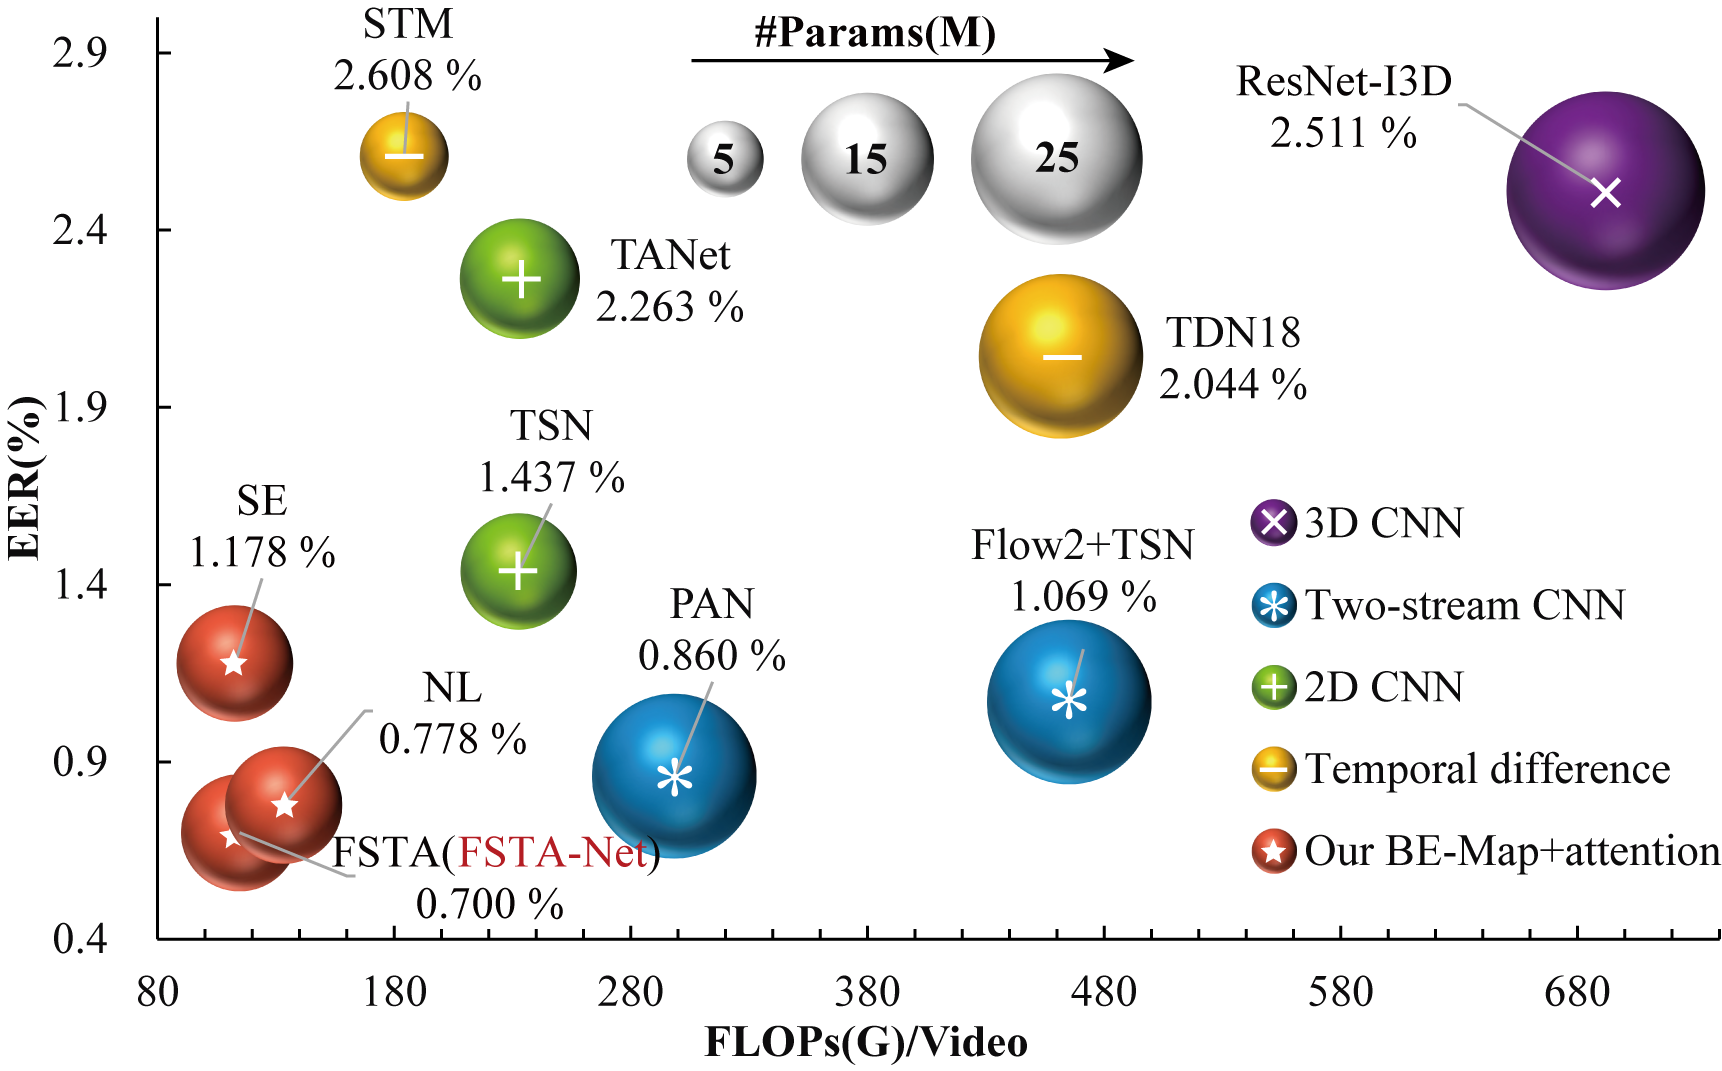 #Params(M)
5
15
25
STM
2.608 %
ResNet-I3D
2.511 %
TANet
2.263 %
TDN18
2.044 %
TSN
1.437 %
SE
1.178 %
PAN
0.860 %
Flow2+TSN
1.069 %
NL
0.778 %
FSTA(FSTA-Net)
0.700 %
3D CNN
Two-stream CNN
2D CNN
Temporal difference
Our BE-Map+attention
EER(%)
2.9
2.4
1.9
1.4
0.9
0.4
80
180
280
380
480
580
680
FLOPs(G)/Video